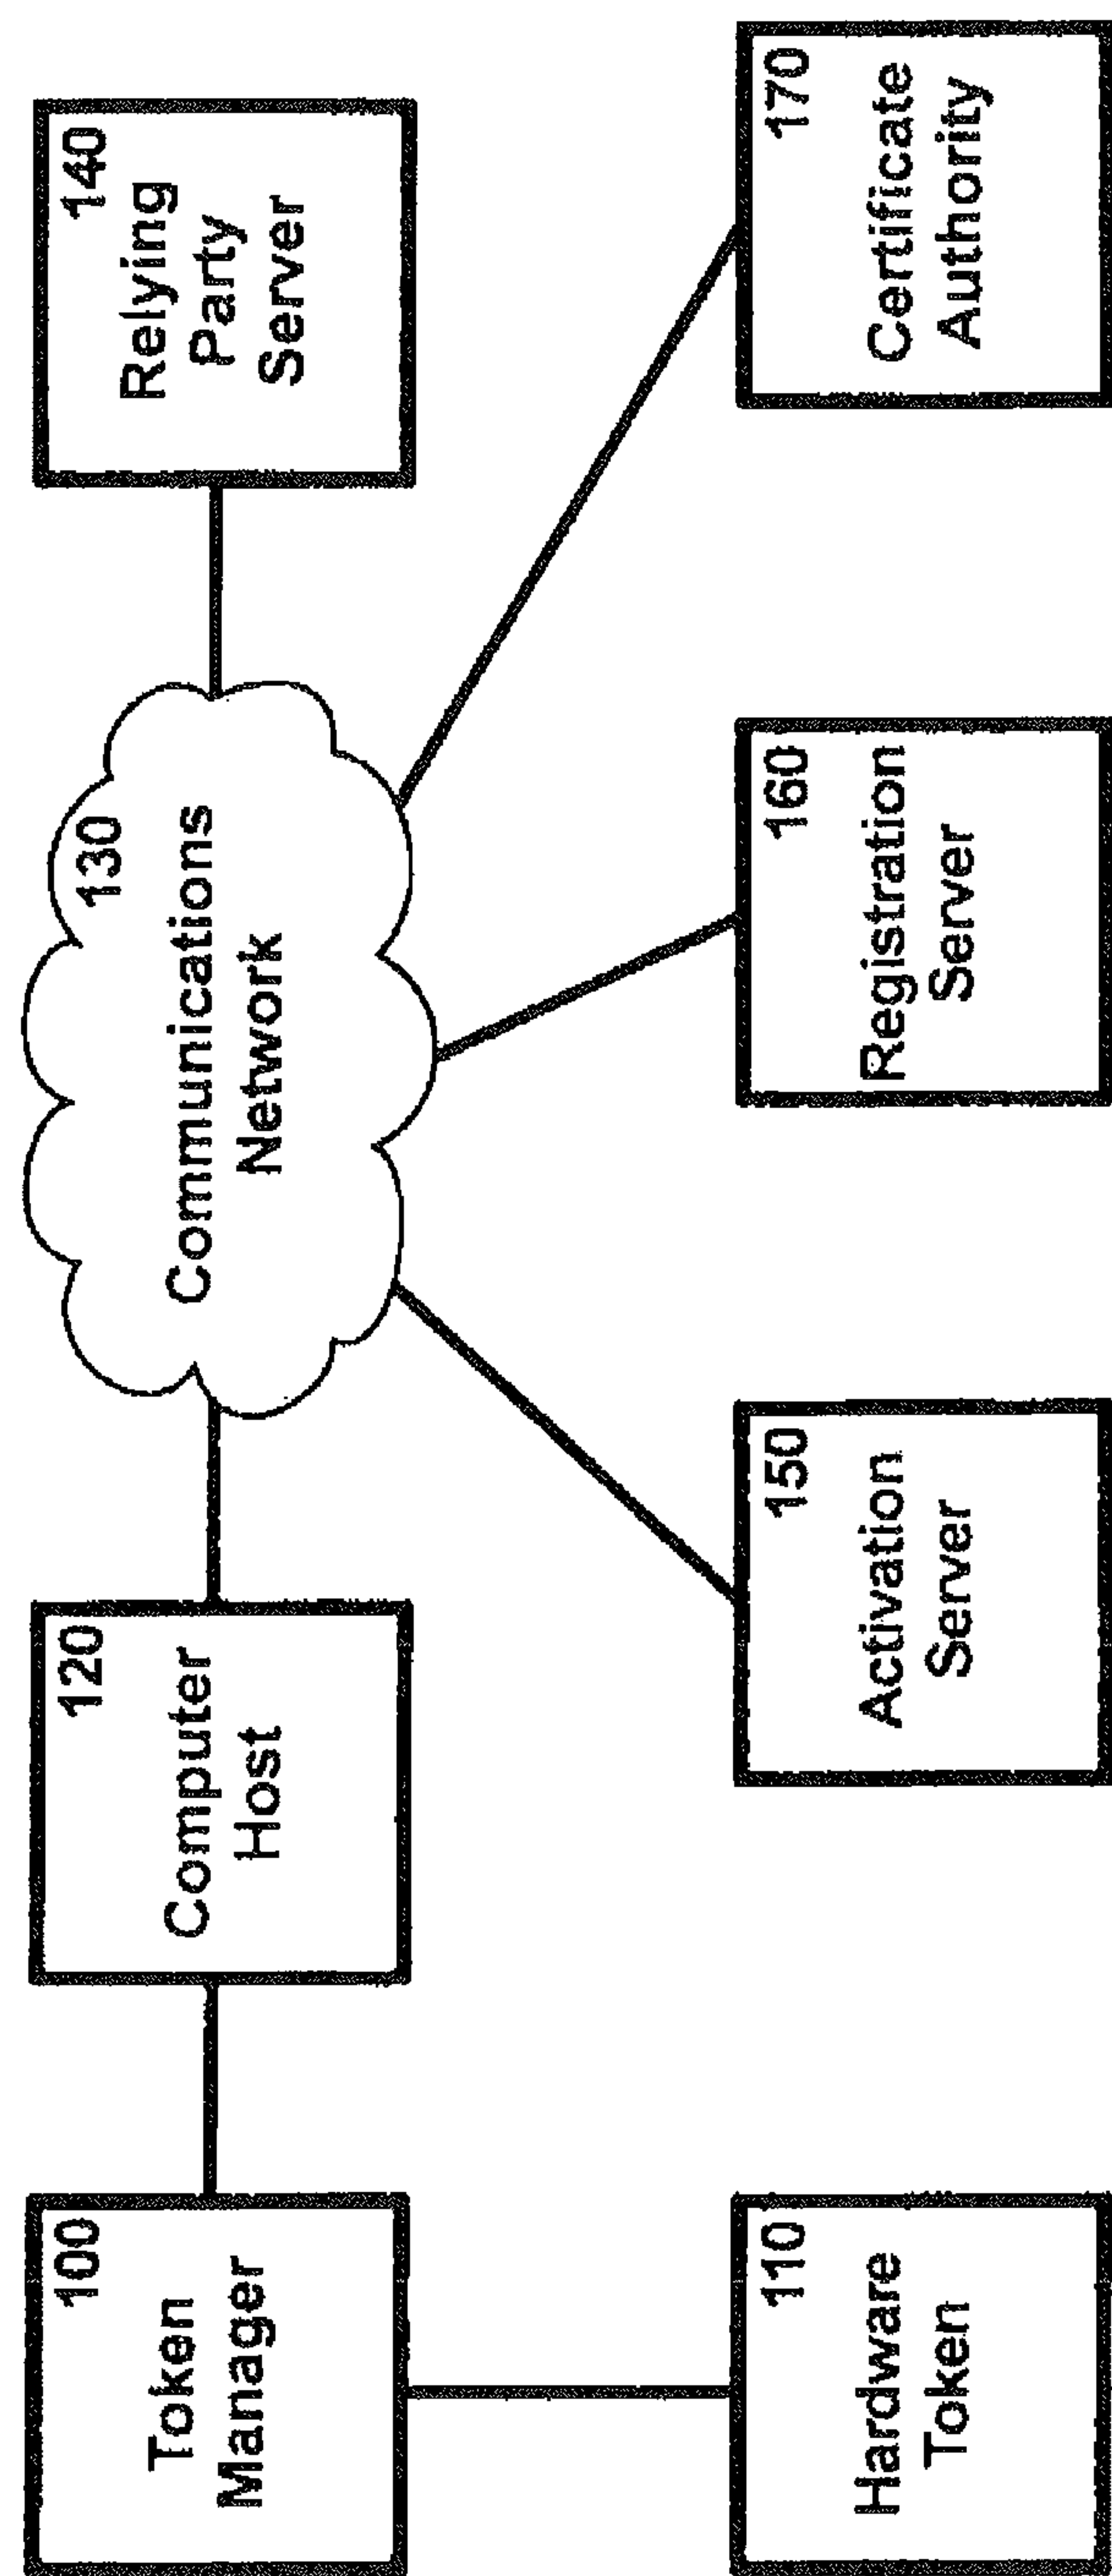 100
Token
Manager
120
Computer
Host
130
Communications
Network
140
Relying
Party
Server
110
Hardware
Token
150
Activation
Server
160
Registration
Server
170
Certificate
Authority